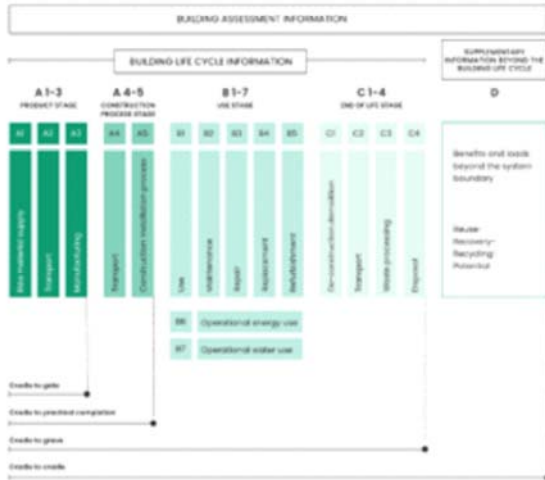 BUILDING ASSESSMENT INFORMATION
BUILDING LIFE CYCLE INFORMATION
SUPPLEMENTARY
INFORMATION BEYOND THE
BUILDING LIFE CYCLE
A 1-3
PRODUCT STAGE
A 4-5
CONSTRUCTION
PROCESS STAGE
B 1-7
USE STAGE
C 1-4
END OF LIFE STAGE
D
A1
A2
A3
A4
A5
B1
B2
B3
B4
B5
C1
C2
C3
C4
Raw material supply
Transport
Manufacturing
Transport
Construction installation process
Use
Maintenance
Repair
Replacement
Refurbishment
De-construction demolition
Transport
Waste processing
Disposal
Benefits and loads
beyond the system
boundary
Reuse-
Recovery-
Recycling-
Potential
B6
Operational energy use
B7
Operational water use
Cradle to gate
Cradle to practical completion
Cradle to grave
Cradle to cradle